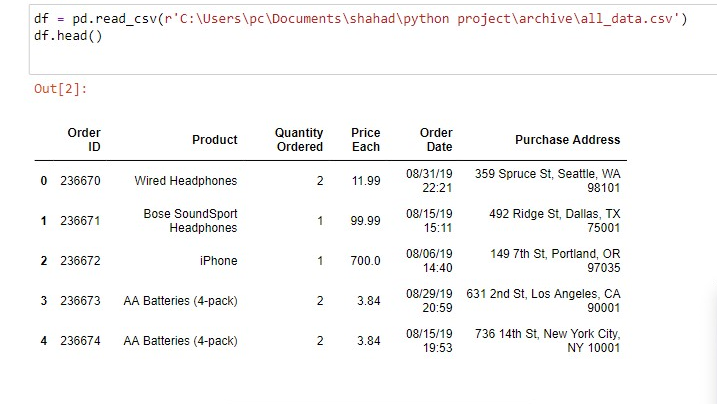 df = pd.read_csv(r'C:\Users\pc\Documents\shahad\python project\archive\all_data.csv')
df.head()
Out[2]:
Order ID Product Quantity Ordered Price Each Order Date Purchase Address
0 236670 Wired Headphones 2 11.99 08/31/19 22:21 359 Spruce St, Seattle, WA 98101
1 236671 Bose SoundSport Headphones 1 99.99 08/15/19 15:11 492 Ridge St, Dallas, TX 75001
2 236672 iPhone 1 700.0 08/06/19 14:40 149 7th St, Portland, OR 97035
3 236673 AA Batteries (4-pack) 2 3.84 08/29/19 20:59 631 2nd St, Los Angeles, CA 90001
4 236674 AA Batteries (4-pack) 2 3.84 08/15/19 19:53 736 14th St, New York City, NY 10001